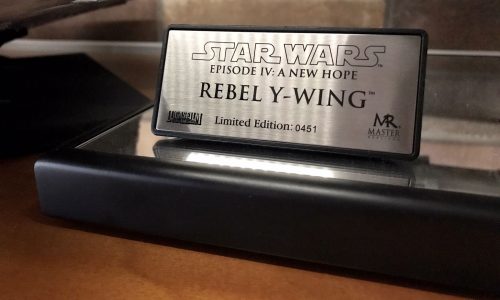 STAR WARS
EPISODE IV: A NEW HOPE
REBEL Y-WING™
Limited Edition: 0451
MR
MASTER